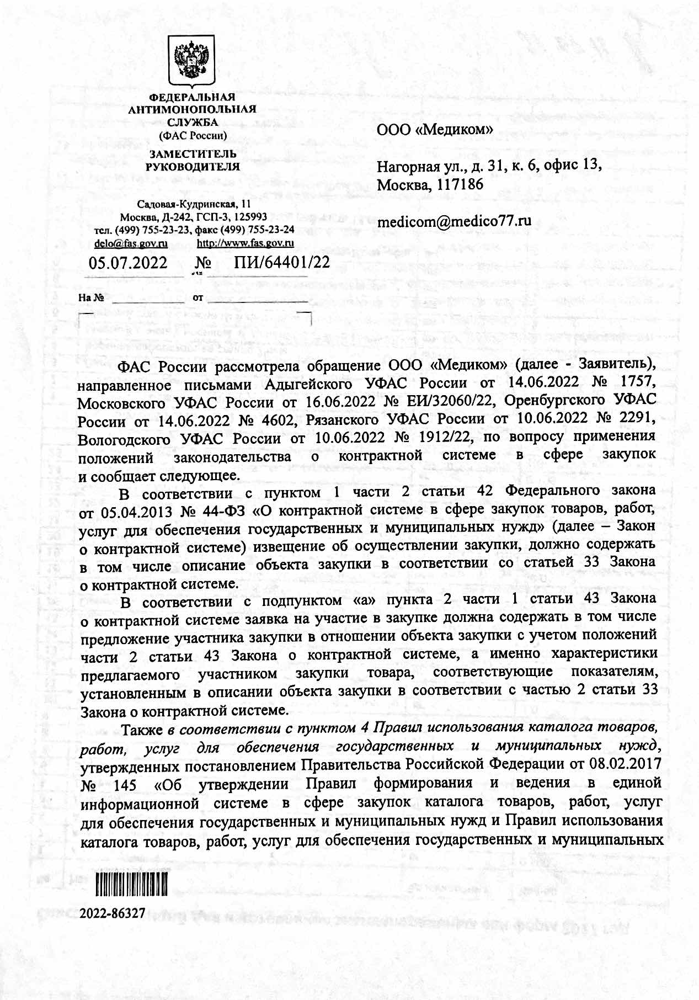 ФЕДЕРАЛЬНАЯ
АНТИМОНОПОЛЬНАЯ
СЛУЖБА
(ФАС России)
ЗАМЕСТИТЕЛЬ
РУКОВОДИТЕЛЯ
Садовая-Кудринская, 11
Москва, Д-242, ГСП-3, 125993
тел. (499) 755-23-23, факс (499) 755-23-24
delo@fas.gov.ru http://www.fas.gov.ru
05.07.2022 № ПИ/64401/22
На № от
ООО «Медиком»
Нагорная ул., д. 31, к. 6, офис 13,
Москва, 117186
medicom@medico77.ru
ФАС России рассмотрела обращение ООО «Медиком» (далее - Заявитель),
направленное письмами Адыгейского УФАС России от 14.06.2022 № 1757,
Московского УФАС России от 16.06.2022 № ЕИ/32060/22, Оренбургского УФАС
России от 14.06.2022 № 4602, Рязанского УФАС России от 10.06.2022 № 2291,
Вологодского УФАС России от 10.06.2022 № 1912/22, по вопросу применения
положений законодательства о контрактной системе в сфере закупок
и сообщает следующее.
В соответствии с пунктом 1 части 2 статьи 42 Федерального закона
от 05.04.2013 № 44-ФЗ «О контрактной системе в сфере закупок товаров, работ,
услуг для обеспечения государственных и муниципальных нужд» (далее – Закон
о контрактной системе) извещение об осуществлении закупки, должно содержать
в том числе описание объекта закупки в соответствии со статьей 33 Закона
о контрактной системе.
В соответствии с подпунктом «а» пункта 2 части 1 статьи 43 Закона
о контрактной системе заявка на участие в закупке должна содержать в том числе
предложение участника закупки в отношении объекта закупки с учетом положений
части 2 статьи 43 Закона о контрактной системе, а именно характеристики
предлагаемого участником закупки товара, соответствующие показателям,
установленным в описании объекта закупки в соответствии с частью 2 статьи 33
Закона о контрактной системе.
Также в соответствии с пунктом 4 Правил использования каталога товаров,
работ, услуг для обеспечения государственных и муниципальных нужд,
утвержденных постановлением Правительства Российской Федерации от 08.02.2017
№ 145 «Об утверждении Правил формирования и ведения в единой
информационной системе в сфере закупок каталога товаров, работ, услуг
для обеспечения государственных и муниципальных нужд и Правил использования
каталога товаров, работ, услуг для обеспечения государственных и муниципальных
2022-86327